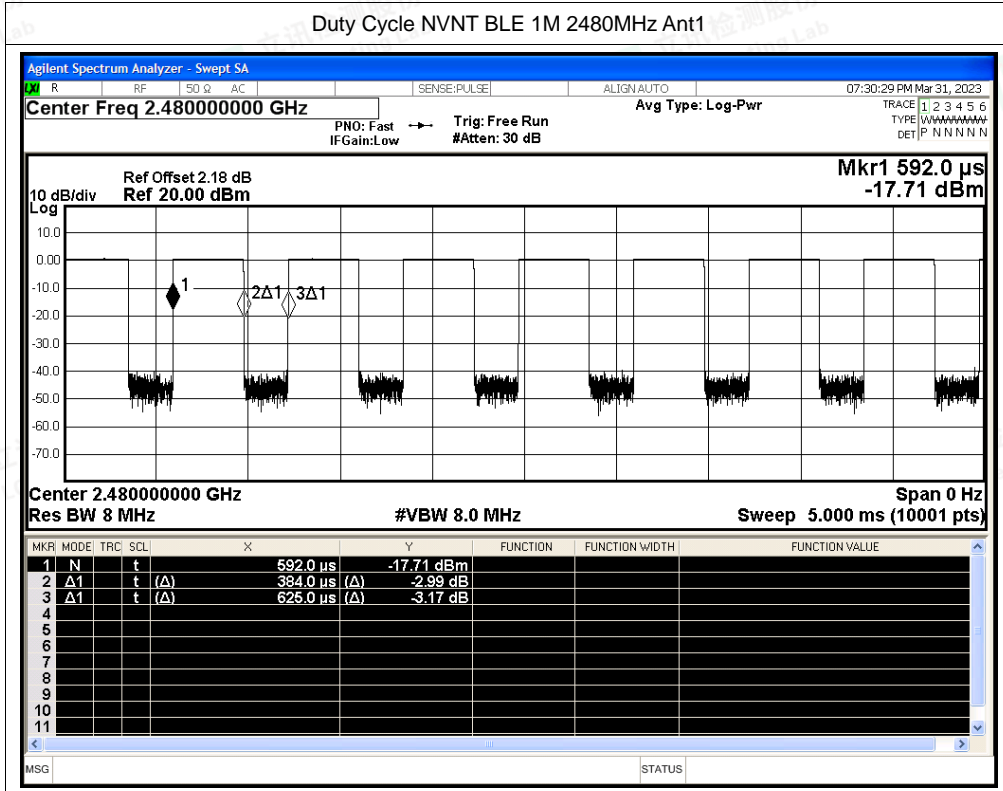 Duty Cycle NVNT BLE 1M 2480MHz Ant1
Agilent Spectrum Analyzer - Swept SA
LXI R RF 50 Ω AC SENSE:PULSE ALIGN AUTO 07:30:29 PM Mar 31, 2023
Center Freq 2.480000000 GHz
Avg Type: Log-Pwr
TRACE 1 2 3 4 5 6
TYPE W
DET P N N N N N
PNO: Fast Trig: Free Run
IFGain:Low #Atten: 30 dB
Mkr1 592.0 µs
-17.71 dBm
Ref Offset 2.18 dB
10 dB/div Ref 20.00 dBm
Log
10.0
0.00
-10.0
-20.0
-30.0
-40.0
-50.0
-60.0
-70.0
1 2Δ1 3Δ1
Center 2.480000000 GHz Span 0 Hz
Res BW 8 MHz #VBW 8.0 MHz Sweep 5.000 ms (10001 pts)
MKR MODE TRC SCL X Y FUNCTION FUNCTION WIDTH FUNCTION VALUE
1 N t 592.0 µs -17.71 dBm
2 Δ1 t (Δ) 384.0 µs (Δ) -2.99 dB
3 Δ1 t (Δ) 625.0 µs (Δ) -3.17 dB
4
5
6
7
8
9
10
11
MSG STATUS